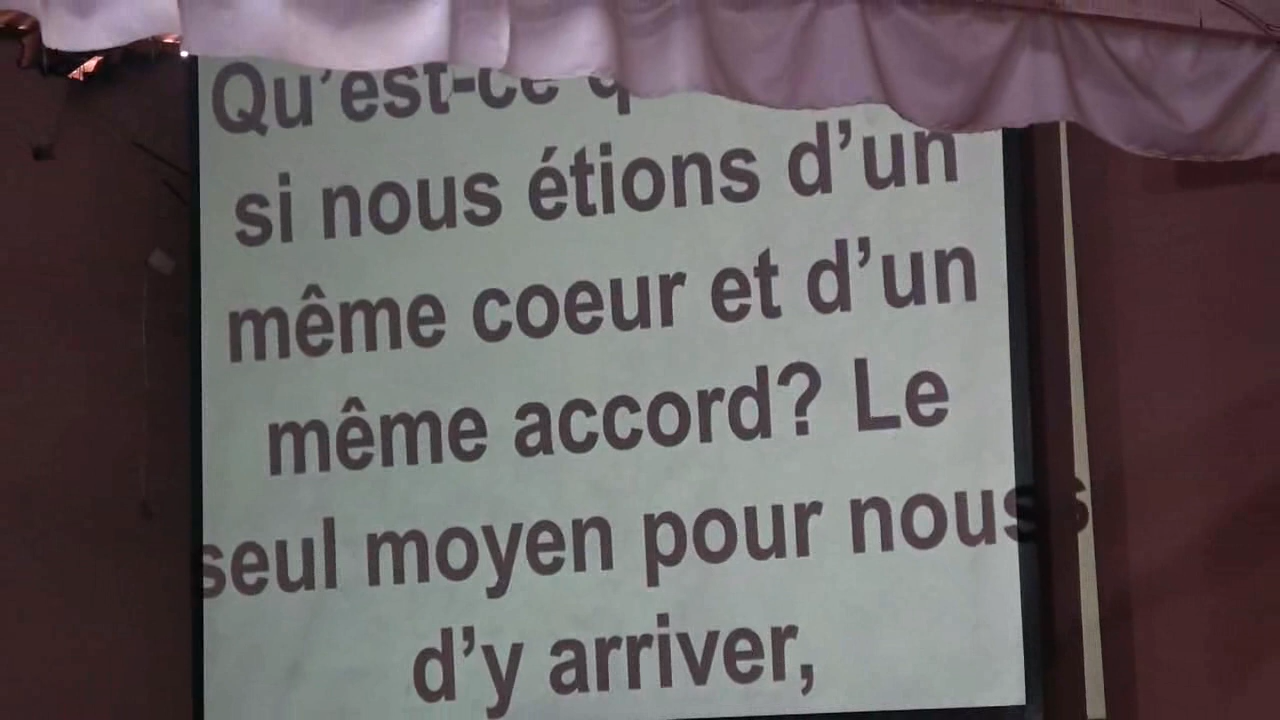 Qu'est-ce
si nous étions d'un
même coeur et d'un
même accord? Le
seul moyen pour nous
d'y arriver,